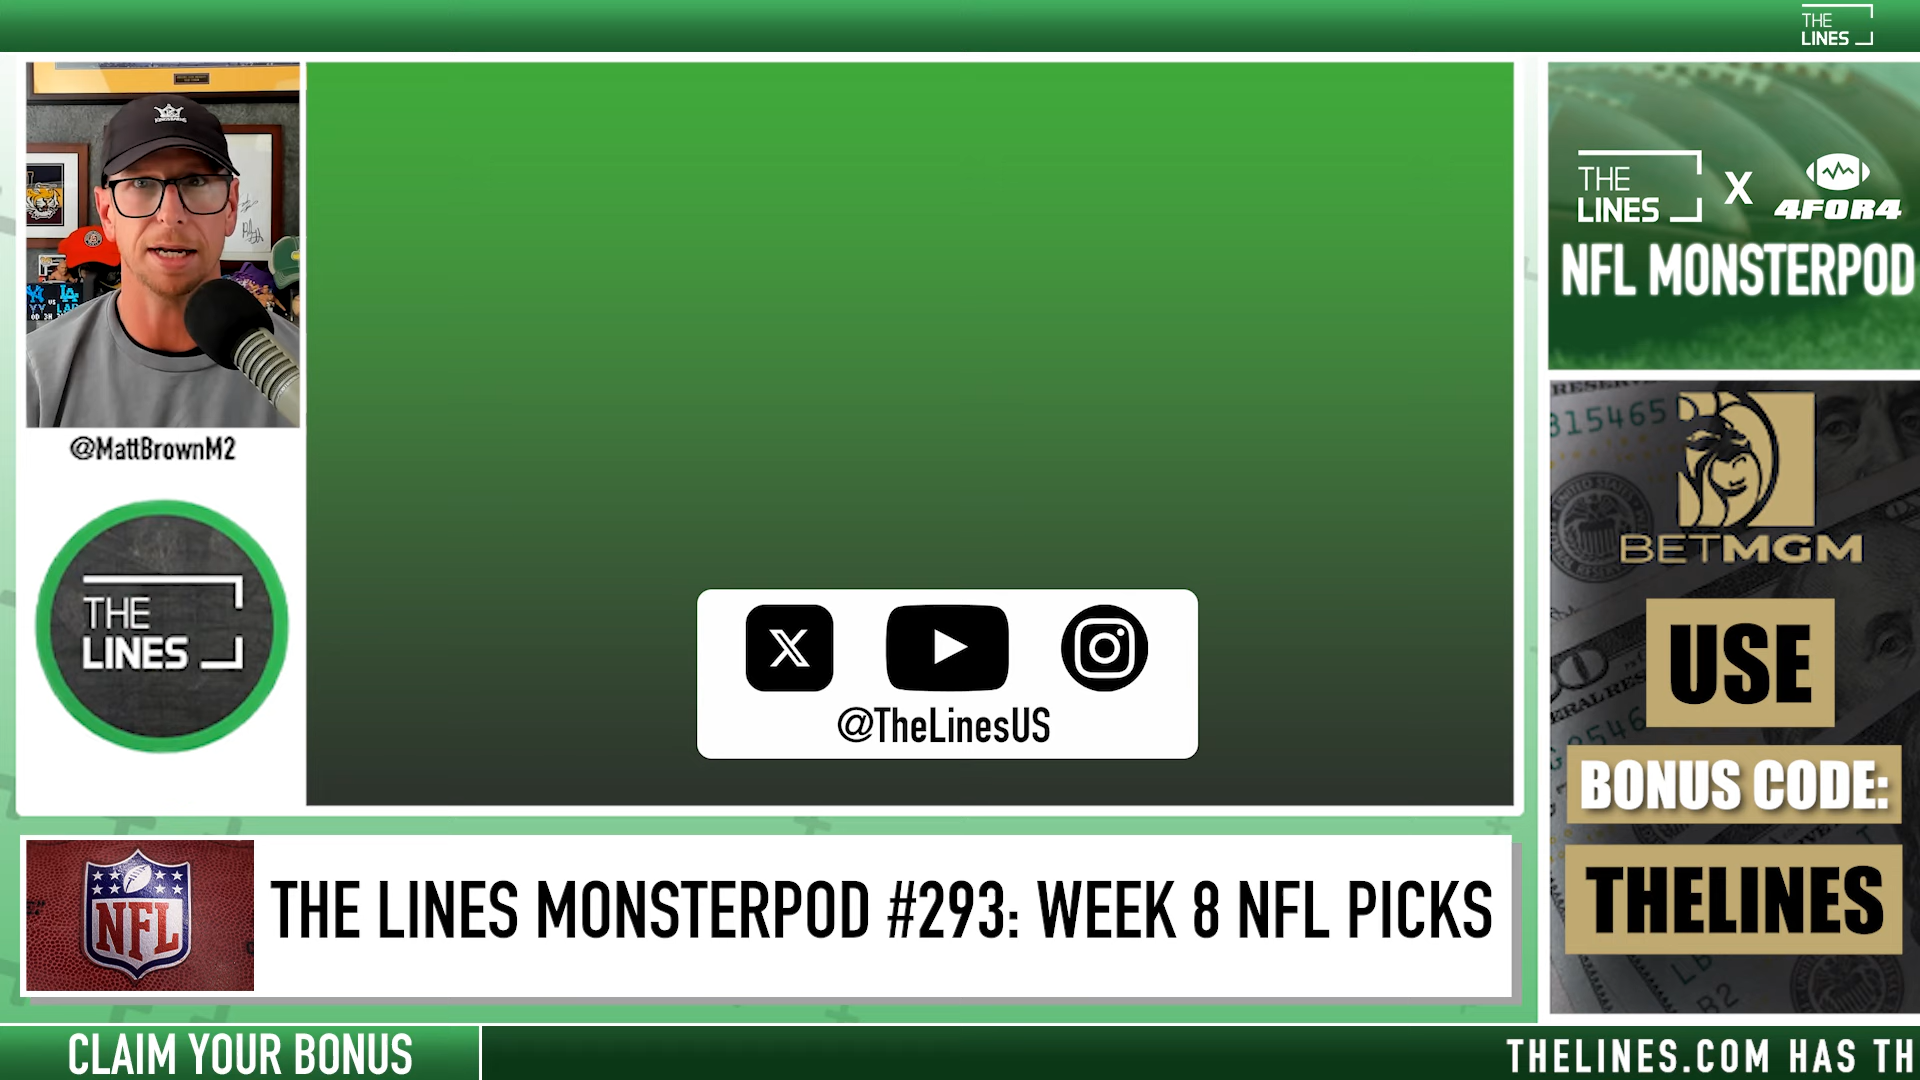 THE
LINES
THE
LINES
X
4FOR4
NFL MONSTERPOD
@MattBrownM2
THE
LINES
@TheLinesUS
BETMGM
USE
BONUS CODE:
THELINES
NFL
THE LINES MONSTERPOD #293: WEEK 8 NFL PICKS
CLAIM YOUR BONUS
THELINES.COM HAS TH